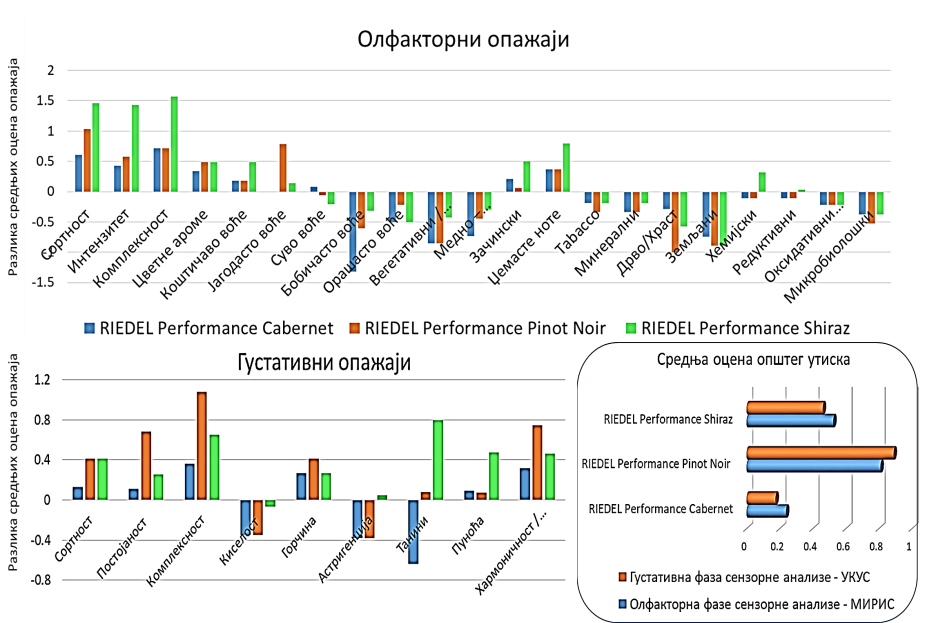 Олфакторни опажаји
Разлика средњих оцена опажаја
2
1.5
1
0.5
0
-0.5
-1
-1.5
Сортност
Интензитет
Комплексност
Цветне ароме
Коштичаво воће
Јагодасто воће
Суво воће
Бобичасто воће
Орашасто воће
Вегетативни /...
Медно –...
Зачински
Цемасте ноте
Tabacco
Минерални
Дрво/Храст
Земљани
Хемијски
Редуктивни
Оксидативни...
Микробиолошки
RIEDEL Performance Cabernet
RIEDEL Performance Pinot Noir
RIEDEL Performance Shiraz
Густативни опажаји
Разлика средњих оцена опажаја
1.2
0.8
0.4
0
-0.4
-0.8
Сортност
Постојаност
Комплексност
Киселост
Горчина
Астригенција
Танини
Пуноћа
Хармоничност /...
Средња оцена општег утиска
RIEDEL Performance Shiraz
RIEDEL Performance Pinot Noir
RIEDEL Performance Cabernet
0 0.2 0.4 0.6 0.8 1
Густативна фаза сензорне анализе - УКУС
Олфакторна фазе сензорне анализе - МИРИС